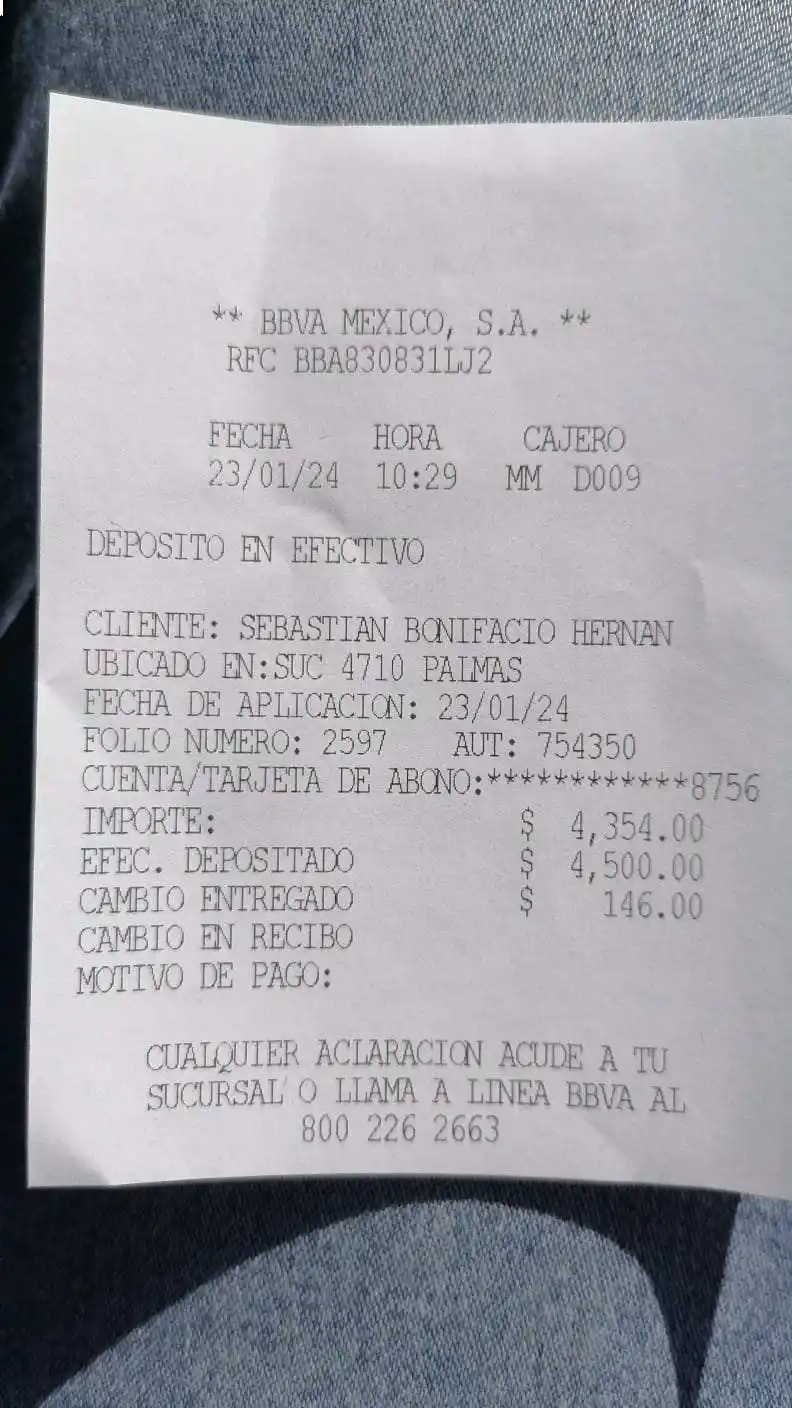 ** BBVA MEXICO, S.A. **
RFC BBA830831LJ2
FECHA HORA CAJERO
23/01/24 10:29 MM D009
DEPOSITO EN EFECTIVO
CLIENTE: SEBASTIAN BONIFACIO HERNAN
UBICADO EN:SUC 4710 PALMAS
FECHA DE APLICACION: 23/01/24
FOLIO NUMERO: 2597 AUT: 754350
CUENTA/TARJETA DE ABONO:************8756
IMPORTE: $ 4,354.00
EFEC. DEPOSITADO $ 4,500.00
CAMBIO ENTREGADO $ 146.00
CAMBIO EN RECIBO
MOTIVO DE PAGO:
CUALQUIER ACLARACION ACUDE A TU
SUCURSAL O LLAMA A LINEA BBVA AL
800 226 2663